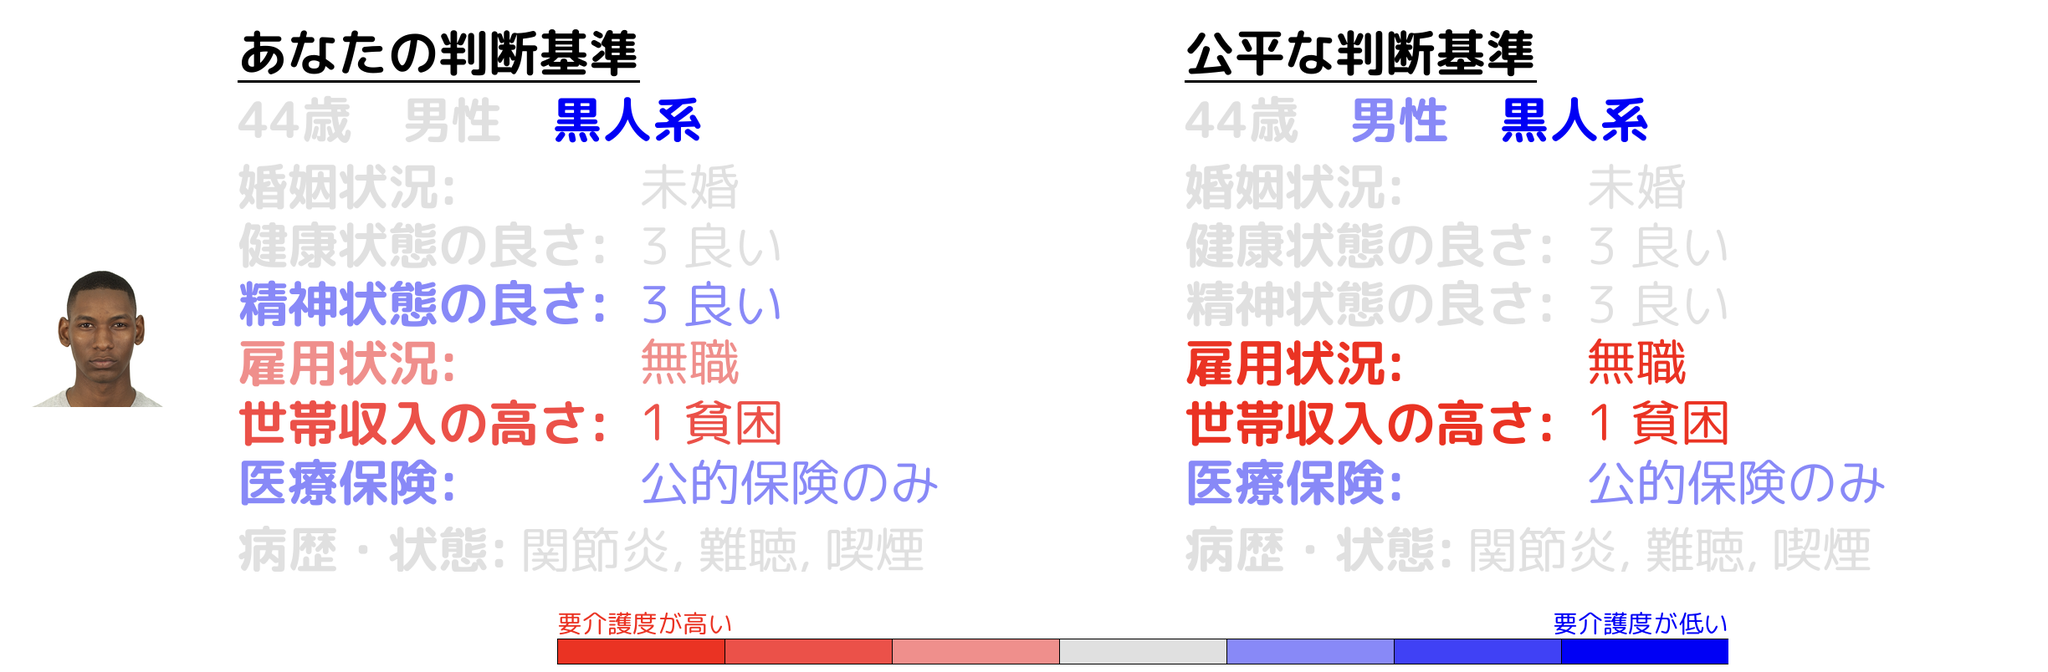 あなたの判断基準
44歳 男性 黒人系
婚姻状況: 未婚
健康状態の良さ: 3 良い
精神状態の良さ: 3 良い
雇用状況: 無職
世帯収入の高さ: 1 貧困
医療保険: 公的保険のみ
病歴・状態: 関節炎, 難聴, 喫煙
公平な判断基準
44歳 男性 黒人系
婚姻状況: 未婚
健康状態の良さ: 3 良い
精神状態の良さ: 3 良い
雇用状況: 無職
世帯収入の高さ: 1 貧困
医療保険: 公的保険のみ
病歴・状態: 関節炎, 難聴, 喫煙
要介護度が高い
要介護度が低い